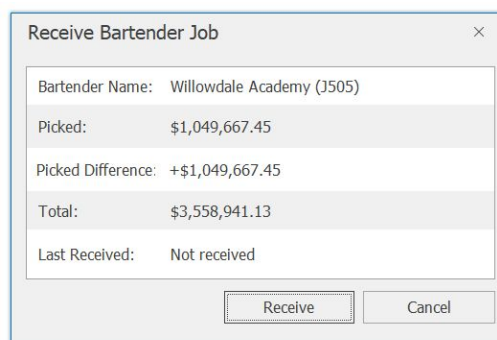 Receive Bartender Job
Bartender Name: Willowdale Academy (J505)
Picked: $1,049,667.45
Picked Difference: +$1,049,667.45
Total: $3,558,941.13
Last Received: Not received
Receive Cancel